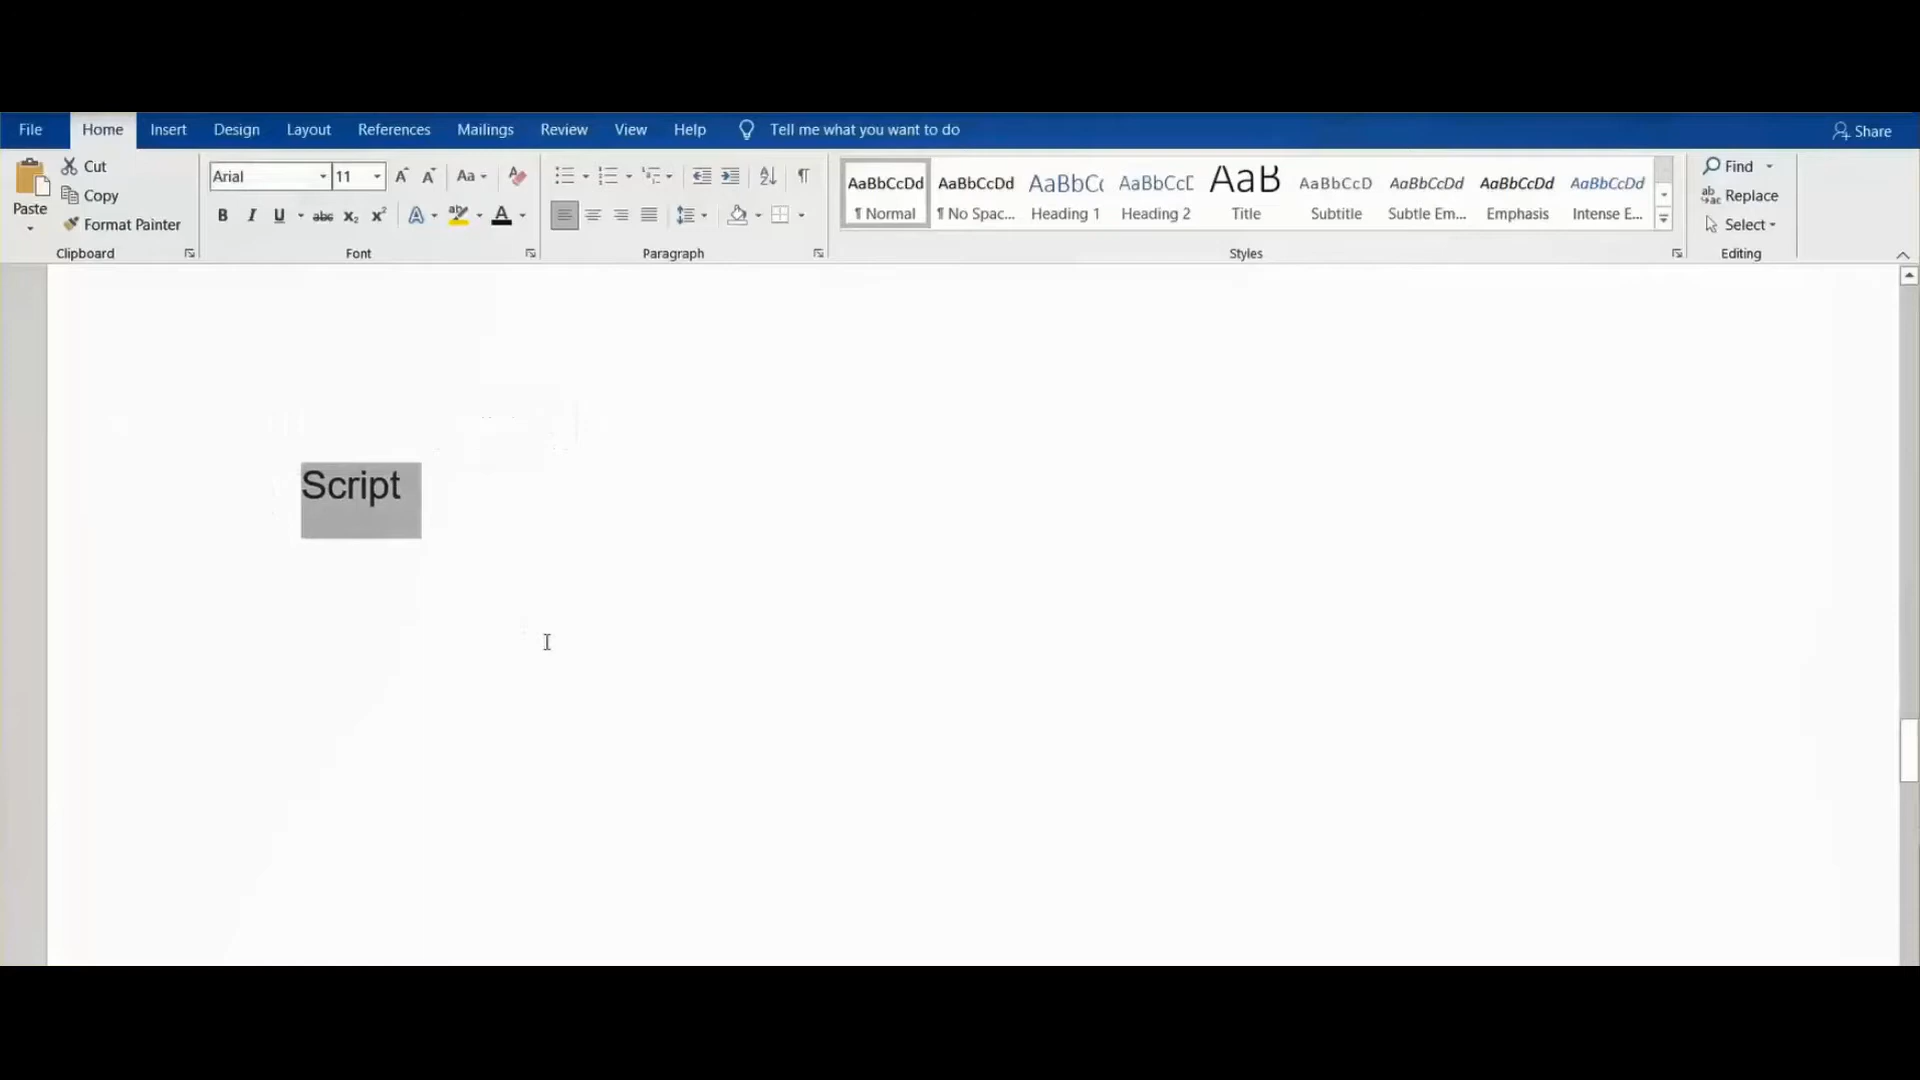 File Home Insert Design Layout References Mailings Review View Help Tell me what you want to do Share
Paste
Cut
Copy
Format Painter
Clipboard
Arial 11
Font
Paragraph
AaBbCcDd AaBbCcDd AaBbC AaBbCcD AaB AaBbCcD AaBbCcDd AaBbCcDd AaBbCcDd
¶ Normal ¶ No Spac... Heading 1 Heading 2 Title Subtitle Subtle Em... Emphasis Intense E...
Styles
Find
Replace
Select
Editing
Script